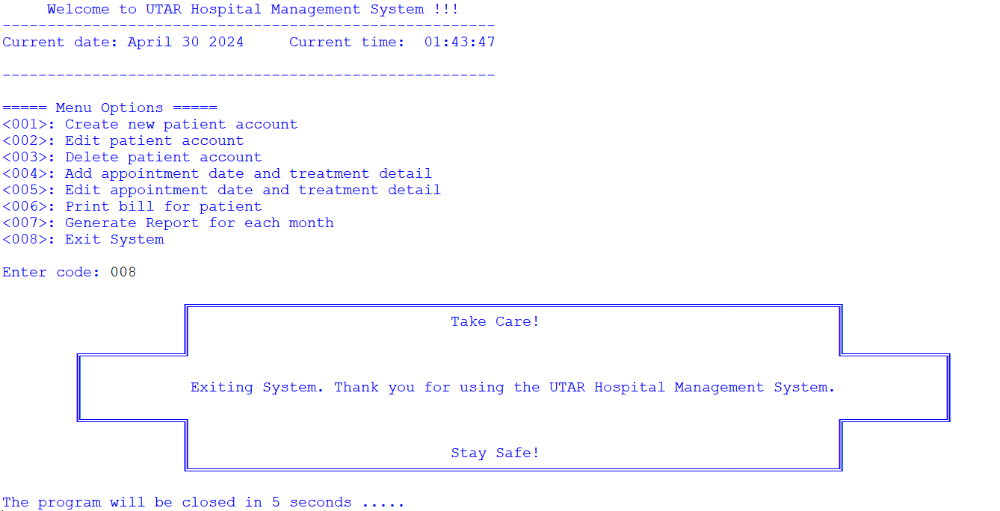 Welcome to UTAR Hospital Management System !!!
-------------------------------------------------------
Current date: April 30 2024     Current time:  01:43:47
-------------------------------------------------------
===== Menu Options =====
<001>: Create new patient account
<002>: Edit patient account
<003>: Delete patient account
<004>: Add appointment date and treatment detail
<005>: Edit appointment date and treatment detail
<006>: Print bill for patient
<007>: Generate Report for each month
<008>: Exit System
Enter code: 008
Take Care!
Exiting System. Thank you for using the UTAR Hospital Management System.
Stay Safe!
The program will be closed in 5 seconds .....